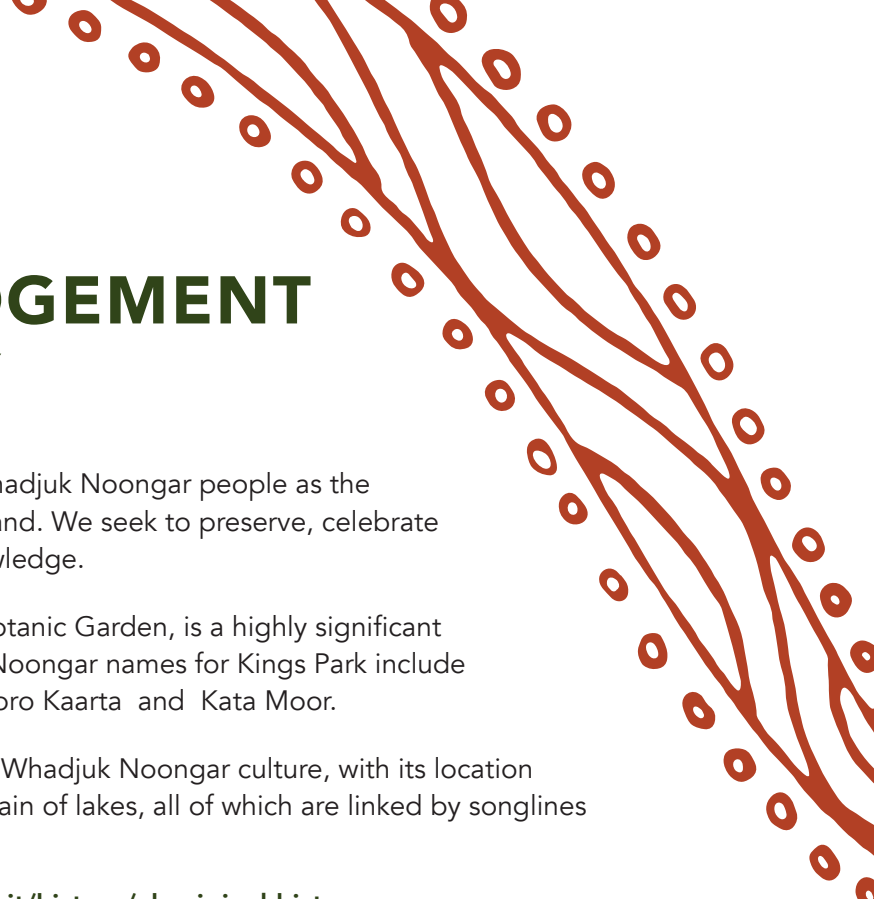 GEMENT
hadjuk Noongar people as the
and. We seek to preserve, celebrate
wledge.
otanic Garden, is a highly significant
Noongar names for Kings Park include
oro Kaarta and Kata Moor.
Whadjuk Noongar culture, with its location
ain of lakes, all of which are linked by songlines